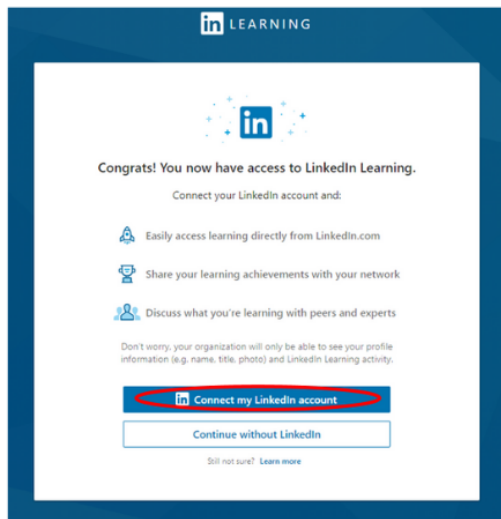 in LEARNING
in
Congrats! You now have access to LinkedIn Learning.
Connect your LinkedIn account and:
Easily access learning directly from LinkedIn.com
Share your learning achievements with your network
Discuss what you're learning with peers and experts
Don't worry, your organization will only be able to see your profile
information (e.g. name, title, photo) and LinkedIn Learning activity.
in Connect my LinkedIn account
Continue without LinkedIn
Still not sure? Learn more